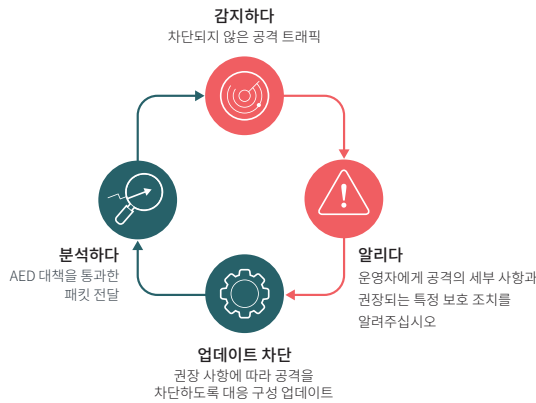 감지하다
차단되지 않은 공격 트래픽
알리다
운영자에게 공격의 세부 사항과
권장되는 특정 보호 조치를
알려주십시오
업데이트 차단
권장 사항에 따라 공격을
차단하도록 대응 구성 업데이트
분석하다
AED 대책을 통과한
패킷 전달